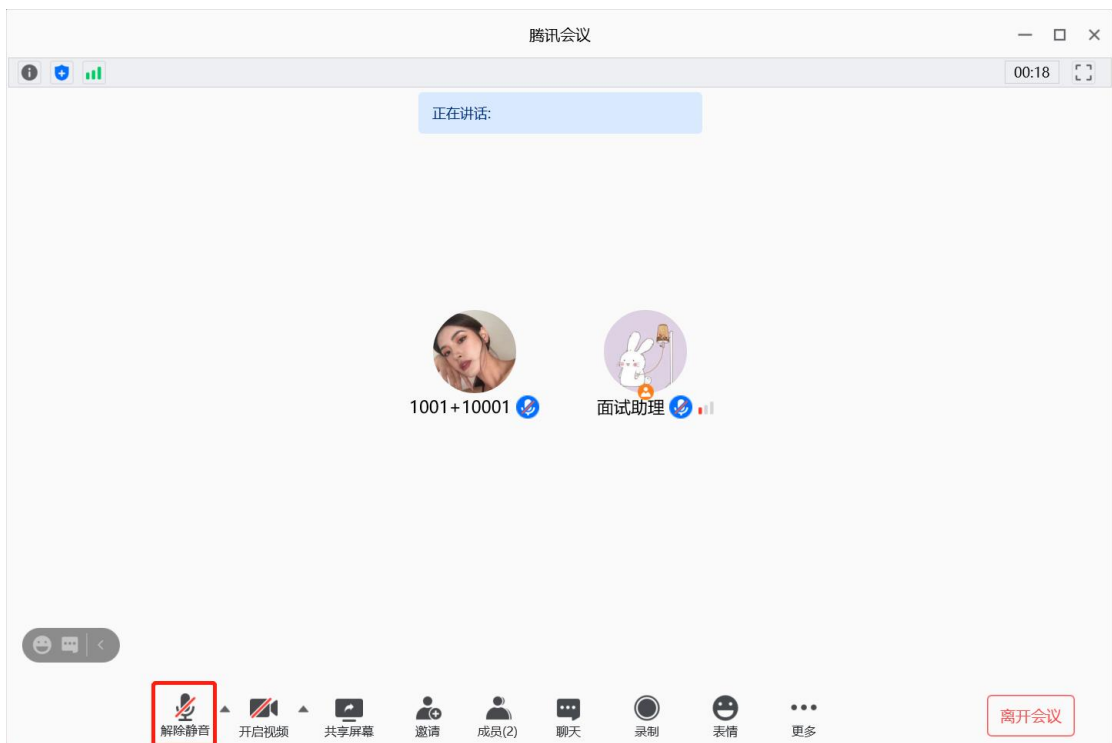 腾讯会议
00:18
正在讲话:
1001+10001
面试助理
解除静音
开启视频
共享屏幕
邀请
成员(2)
聊天
录制
表情
更多
离开会议